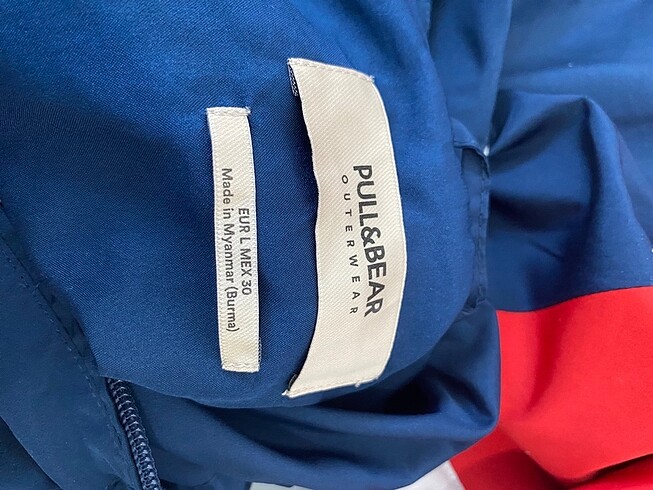 PULL&BEAR
OUTERWEAR
EUR L MEX 30
Made in Myanmar (Burma)